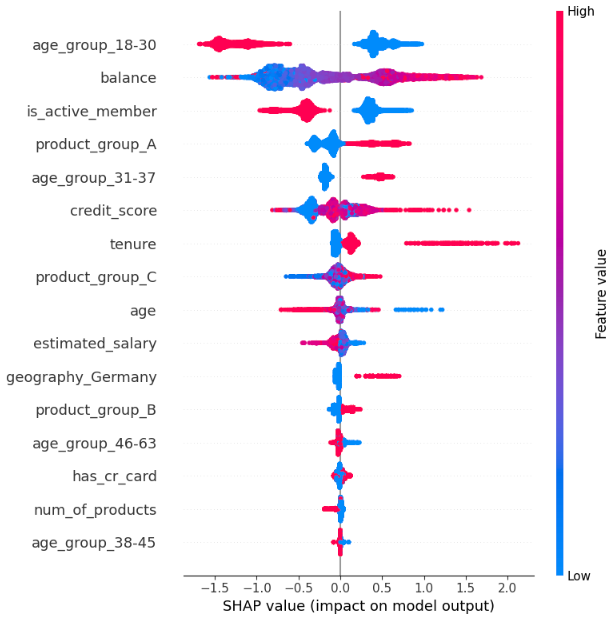 High
age_group_18-30
balance
is_active_member
product_group_A
age_group_31-37
credit_score
tenure
product_group_C
age
estimated_salary
geography_Germany
product_group_B
age_group_46-63
has_cr_card
num_of_products
age_group_38-45
Feature value
Low
−1.5 −1.0 −0.5 0.0 0.5 1.0 1.5 2.0
SHAP value (impact on model output)